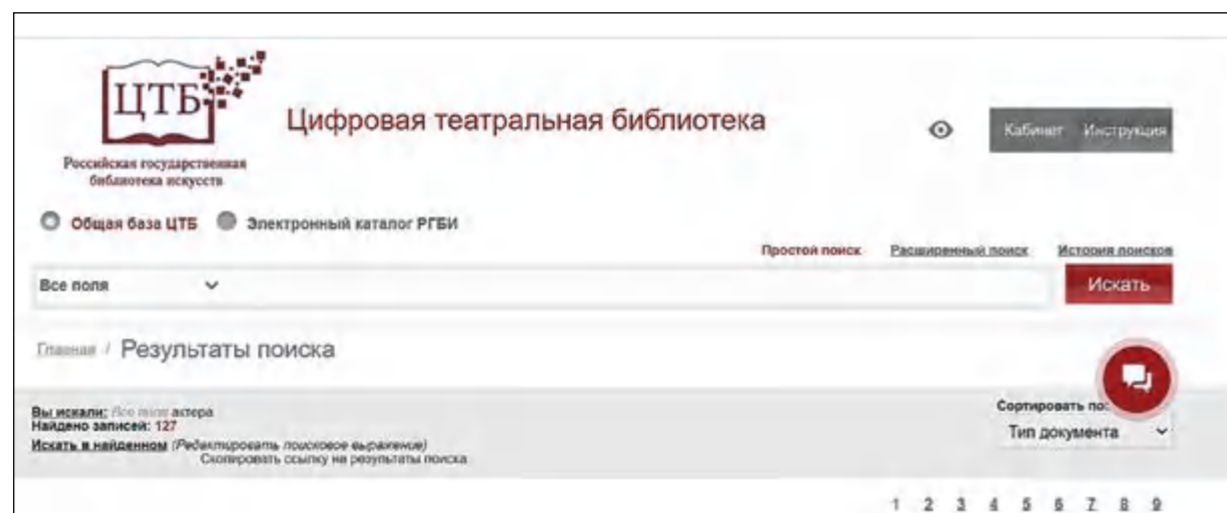 ЦТБ
Российская государственная
библиотека искусств
Цифровая театральная библиотека
Кабинет Инструкция
Общая база ЦТБ Электронный каталог РГБИ
Простой поиск Расширенный поиск История поисков
Все поля
Искать
Главная / Результаты поиска
Вы искали: Все поля актера
Найдено записей: 127
Искать в найденном (Редактировать поисковое выражение)
Скопировать ссылку на результаты поиска
Сортировать по:
Тип документа
1 2 3 4 5 6 7 8 9